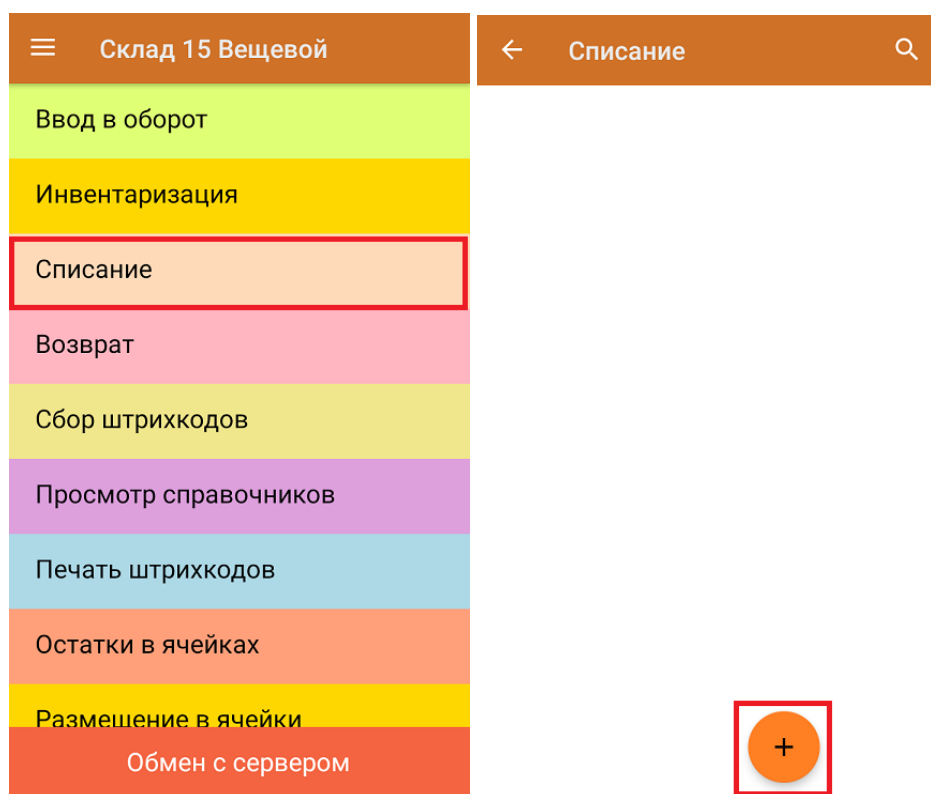 Склад 15 Вещевой
Ввод в оборот
Инвентаризация
Списание
Возврат
Сбор штрихкодов
Просмотр справочников
Печать штрихкодов
Остатки в ячейках
Размещение в ячейки
Обмен с сервером
Списание
+